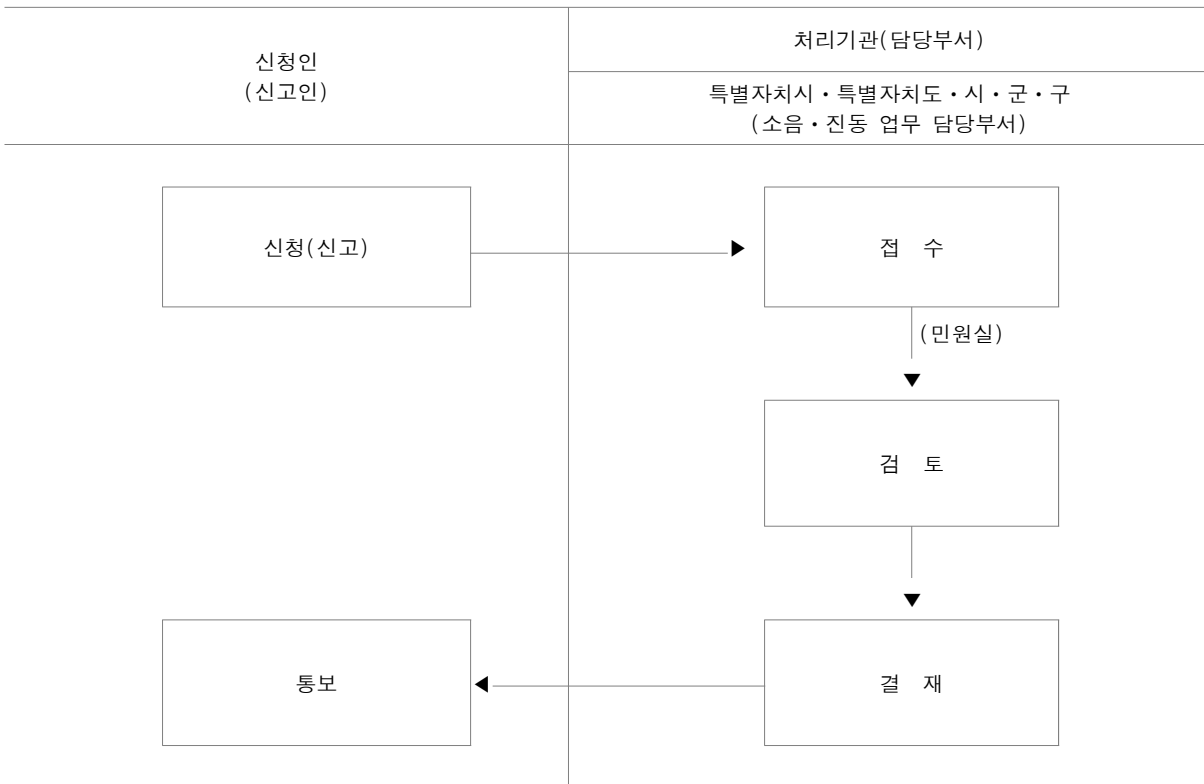 신청인
(신고인)
처리기관(담당부서)
특별자치시・특별자치도・시・군・구
(소음・진동 업무 담당부서)
신청(신고)
접 수
(민원실)
검 토
통보
결 재